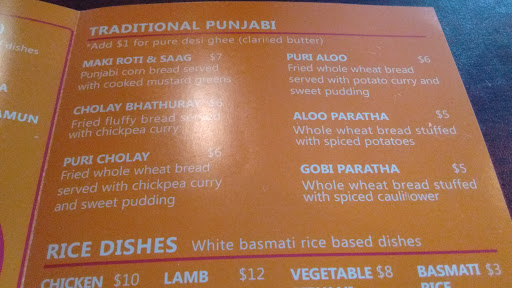 dishes
A
AMUN
TRADITIONAL PUNJABI
*Add $1 for pure desi ghee (clarified butter)
MAKI ROTI & SAAG $7
Punjabi corn bread served
with cooked mustard greens
CHOLAY BHATHURAY $6
Fried fluffy bread served
with chickpea curry
PURI CHOLAY $6
Fried whole wheat bread
served with chickpea curry
and sweet pudding
PURI ALOO $6
Fried whole wheat bread
served with potato curry and
sweet pudding
ALOO PARATHA $5
Whole wheat bread stuffed
with spiced potatoes
GOBI PARATHA $5
Whole wheat bread stuffed
with spiced cauliflower
RICE DISHES White basmati rice based dishes
CHICKEN $10 LAMB $12 VEGETABLE $8 BASMATI $3
RICE